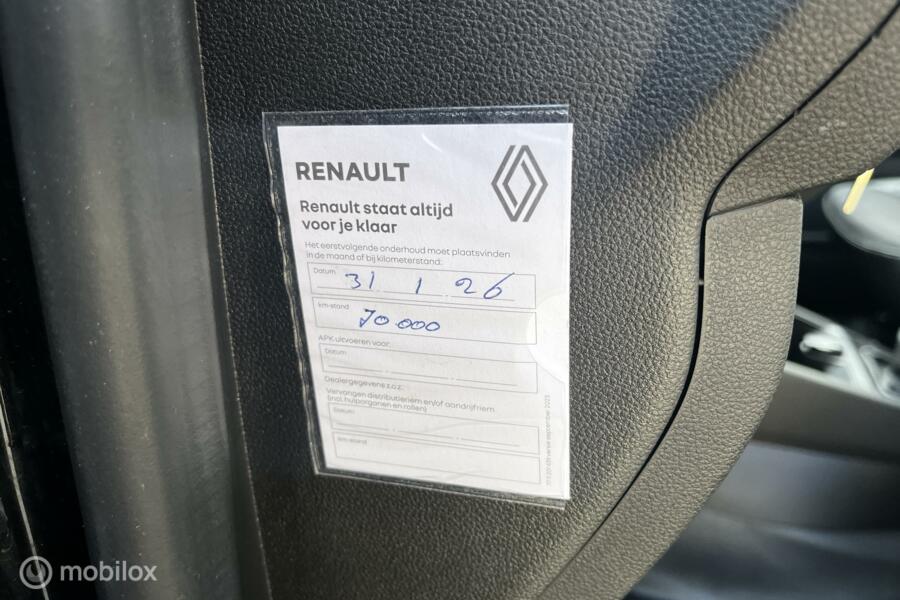 RENAULT
Renault staat altijd
voor je klaar
Het eerstvolgende onderhoud moet plaatsvinden
in de maand of bij kilometerstand:
Datum 31 1 26
km-stand 70.000
APK uitvoeren voor:
Datum
Dealergegevens z.o.z.
Vervangen distributieriem en/of aandrijfriem
(incl. hulporganen en rollen)
Datum
km-stand
mobilox